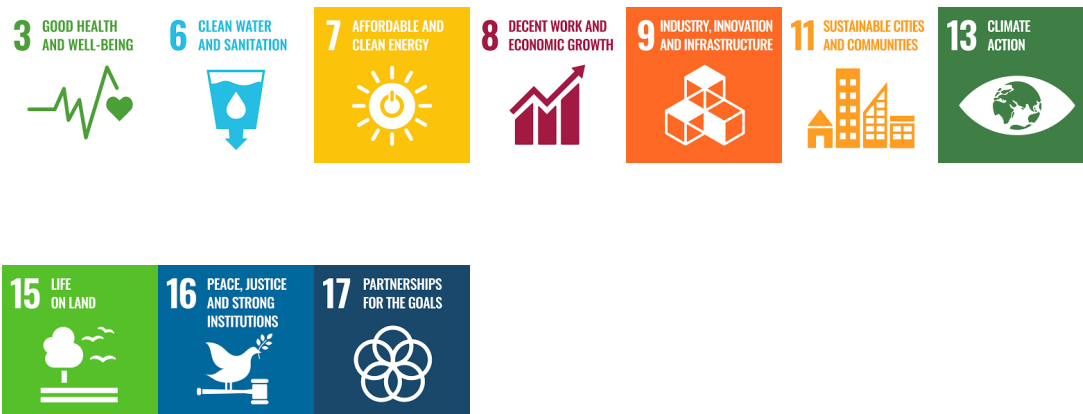 3 GOOD HEALTH
AND WELL-BEING
6 CLEAN WATER
AND SANITATION
7 AFFORDABLE AND
CLEAN ENERGY
8 DECENT WORK AND
ECONOMIC GROWTH
9 INDUSTRY, INNOVATION
AND INFRASTRUCTURE
11 SUSTAINABLE CITIES
AND COMMUNITIES
13 CLIMATE
ACTION
15 LIFE
ON LAND
16 PEACE, JUSTICE
AND STRONG
INSTITUTIONS
17 PARTNERSHIPS
FOR THE GOALS